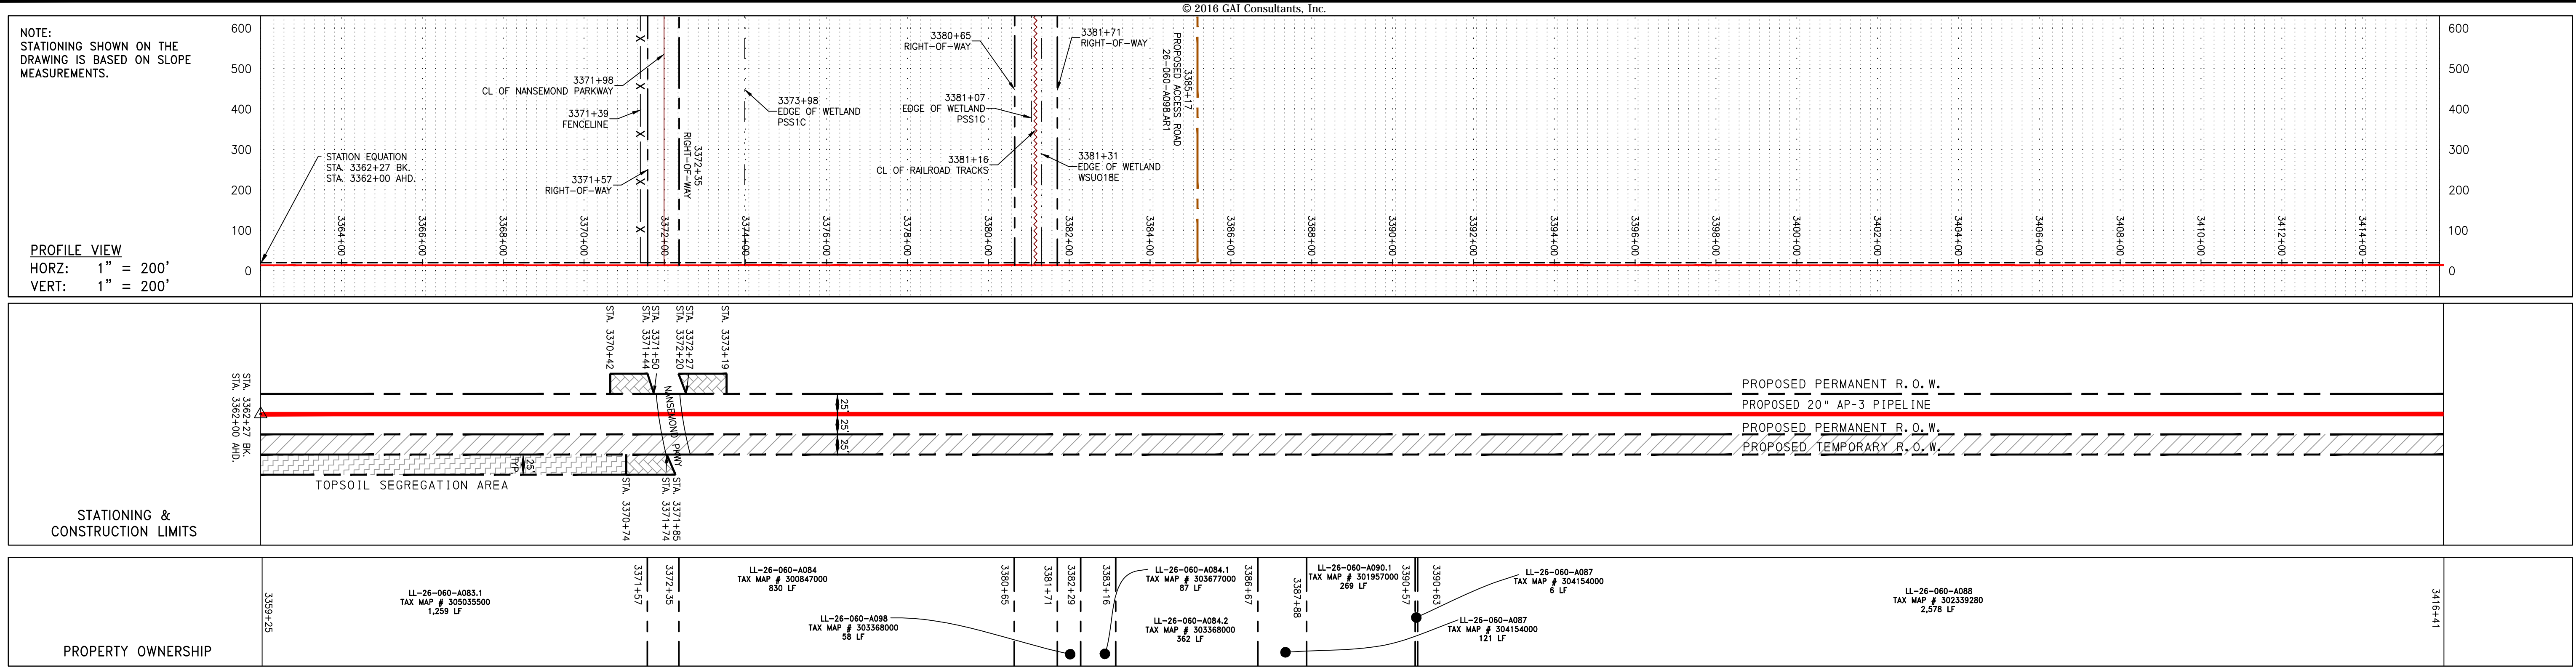 © 2016 GAI Consultants, Inc.
NOTE:
STATIONING SHOWN ON THE
DRAWING IS BASED ON SLOPE
MEASUREMENTS.
PROFILE VIEW
HORZ: 1" = 200'
VERT: 1" = 200'
600
500
400
300
200
100
0
STATION EQUATION
STA. 3362+27 BK.
STA. 3362+00 AHD.
3371+98
CL OF NANSEMOND PARKWAY
3371+39
FENCELINE
3371+57
RIGHT-OF-WAY
3372+35
RIGHT-OF-WAY
3373+98
EDGE OF WETLAND
PSS1C
3380+65
RIGHT-OF-WAY
3381+07
EDGE OF WETLAND
PSS1C
3381+16
CL OF RAILROAD TRACKS
3381+71
RIGHT-OF-WAY
3381+31
EDGE OF WETLAND
WSUO18E
3385+17
PROPOSED ACCESS ROAD
26-060-A098.AR1
X
X
X
X
X
X
3364+00
3366+00
3368+00
3370+00
3372+00
3374+00
3376+00
3378+00
3380+00
3382+00
3384+00
3386+00
3388+00
3390+00
3392+00
3394+00
3396+00
3398+00
3400+00
3402+00
3404+00
3406+00
3408+00
3410+00
3412+00
3414+00
600
500
400
300
200
100
0
STATIONING &
CONSTRUCTION LIMITS
STA. 3362+27 BK.
STA. 3362+00 AHD.
STA. 3370+42
STA. 3371+44
STA. 3371+50
STA. 3372+20
STA. 3372+27
STA. 3373+19
NANSEMOND PKWY
25'
25'
25'
25'
TYP
TOPSOIL SEGREGATION AREA
STA. 3370+74
STA. 3371+74
STA. 3371+85
PROPOSED PERMANENT R.O.W.
PROPOSED 20" AP-3 PIPELINE
PROPOSED PERMANENT R.O.W.
PROPOSED TEMPORARY R.O.W.
PROPERTY OWNERSHIP
3359+25
LL-26-060-A083.1
TAX MAP # 305035500
1,259 LF
3371+57
3372+35
LL-26-060-A084
TAX MAP # 300847000
830 LF
LL-26-060-A098
TAX MAP # 303368000
58 LF
3380+65
3381+71
3382+29
3383+16
LL-26-060-A084.1
TAX MAP # 303677000
87 LF
LL-26-060-A084.2
TAX MAP # 303368000
362 LF
3386+67
3387+88
LL-26-060-A090.1
TAX MAP # 301957000
269 LF
3390+57
3390+63
LL-26-060-A087
TAX MAP # 304154000
6 LF
LL-26-060-A087
TAX MAP # 304154000
121 LF
LL-26-060-A088
TAX MAP # 302339280
2,578 LF
3416+41